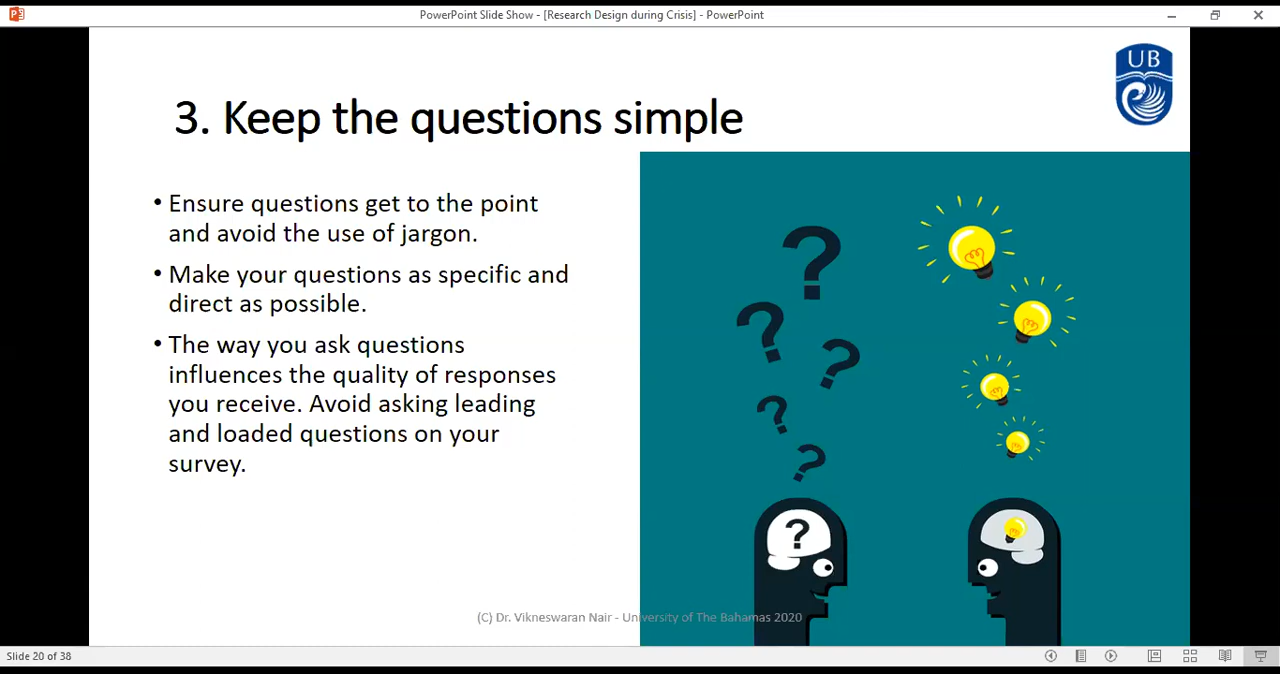 PowerPoint Slide Show - [Research Design during Crisis] - PowerPoint
UB
3. Keep the questions simple
• Ensure questions get to the point
and avoid the use of jargon.
• Make your questions as specific and
direct as possible.
• The way you ask questions
influences the quality of responses
you receive. Avoid asking leading
and loaded questions on your
survey.
?
?
?
?
?
?
(C) Dr. Vikneswaran Nair - University of The Bahamas 2020
Slide 20 of 38